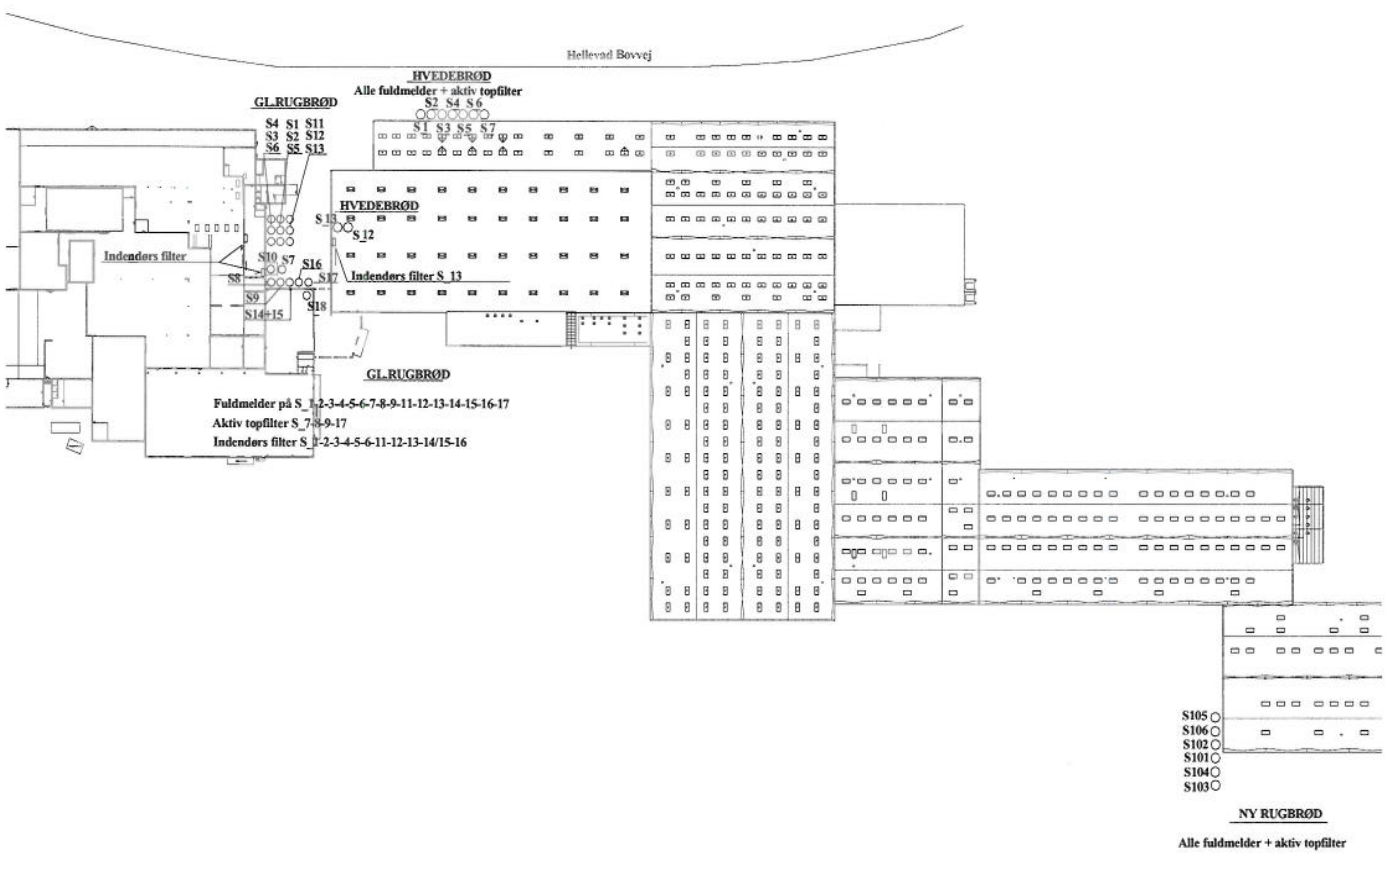 Hellevad Bovvej
HVEDEBRØD
Alle fuldmelder + aktiv topfilter
S2 S4 S6
S1 S3 S5 S7
GL.RUGBRØD
S4 S1 S11
S3 S2 S12
S6 S5 S13
HVEDEBRØD
S_13
S_12
Indendørs filter S_13
Indendørs filter
S10 S7 S16
S8 S17
S9 S18
S14+15
GL.RUGBRØD
Fuldmelder på S_1-2-3-4-5-6-7-8-9-11-12-13-14-15-16-17
Aktiv topfilter S_7-8-9-17
Indendørs filter S_1-2-3-4-5-6-11-12-13-14/15-16
S105
S106
S102
S101
S104
S103
NY RUGBRØD
Alle fuldmelder + aktiv topfilter